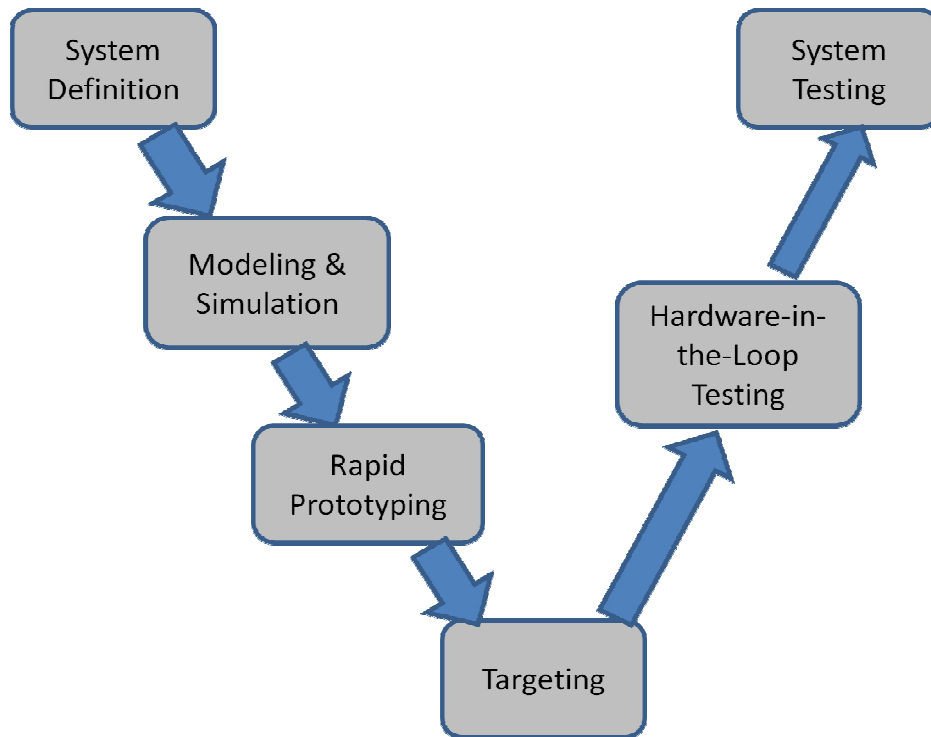 System
Definition
Modeling &
Simulation
Rapid
Prototyping
Targeting
Hardware-in-
the-Loop
Testing
System
Testing